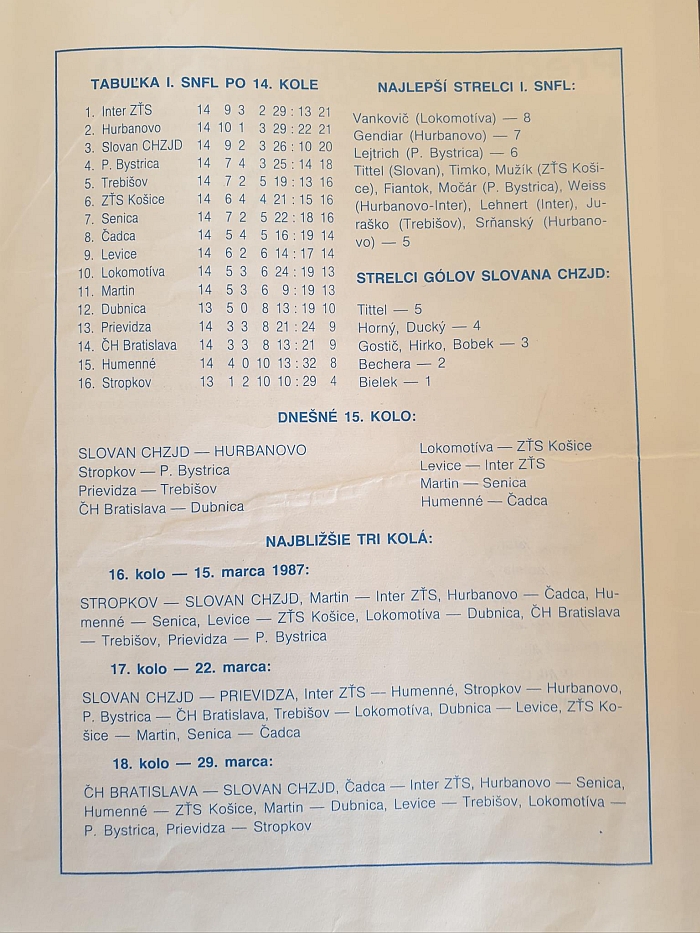 TABUĽKA I. SNFL PO 14. KOLE
1. Inter ZŤS 14 9 3 2 29 : 13 21
2. Hurbanovo 14 10 1 3 29 : 22 21
3. Slovan CHZJD 14 9 2 3 26 : 10 20
4. P. Bystrica 14 7 4 3 25 : 14 18
5. Trebišov 14 7 2 5 19 : 13 16
6. ZŤS Košice 14 6 4 4 21 : 15 16
7. Senica 14 7 2 5 22 : 18 16
8. Čadca 14 5 4 5 16 : 19 14
9. Levice 14 6 2 6 14 : 17 14
10. Lokomotíva 14 5 3 6 24 : 19 13
11. Martin 14 5 3 6 9 : 19 13
12. Dubnica 13 5 0 8 13 : 19 10
13. Prievidza 14 3 3 8 21 : 24 9
14. ČH Bratislava 14 3 3 8 13 : 21 9
15. Humenné 14 4 0 10 13 : 32 8
16. Stropkov 13 1 2 10 10 : 29 4
NAJLEPŠÍ STRELCI I. SNFL:
Vankovič (Lokomotíva) — 8
Gendiar (Hurbanovo) — 7
Lejtrich (P. Bystrica) — 6
Tittel (Slovan), Timko, Mužík (ZŤS Koši-
ce), Fiantok, Močár (P. Bystrica), Weiss
(Hurbanovo-Inter), Lehnert (Inter), Ju-
raško (Trebišov), Srňanský (Hurbano-
vo) — 5
STRELCI GÓLOV SLOVANA CHZJD:
Tittel — 5
Horný, Ducký — 4
Gostič, Hirko, Bobek — 3
Bechera — 2
Bielek — 1
DNEŠNÉ 15. KOLO:
SLOVAN CHZJD — HURBANOVO
Stropkov — P. Bystrica
Prievidza — Trebišov
ČH Bratislava — Dubnica
Lokomotíva — ZŤS Košice
Levice — Inter ZŤS
Martin — Senica
Humenné — Čadca
NAJBLIŽŠIE TRI KOLÁ:
16. kolo — 15. marca 1987:
STROPKOV — SLOVAN CHZJD, Martin — Inter ZŤS, Hurbanovo — Čadca, Hu-
menné — Senica, Levice — ZŤS Košice, Lokomotíva — Dubnica, ČH Bratislava
— Trebišov, Prievidza — P. Bystrica
17. kolo — 22. marca:
SLOVAN CHZJD — PRIEVIDZA, Inter ZŤS — Humenné, Stropkov — Hurbanovo,
P. Bystrica — ČH Bratislava, Trebišov — Lokomotíva, Dubnica — Levice, ZŤS Ko-
šice — Martin, Senica — Čadca
18. kolo — 29. marca:
ČH BRATISLAVA — SLOVAN CHZJD, Čadca — Inter ZŤS, Hurbanovo — Senica,
Humenné — ZŤS Košice, Martin — Dubnica, Levice — Trebišov, Lokomotíva —
P. Bystrica, Prievidza — Stropkov